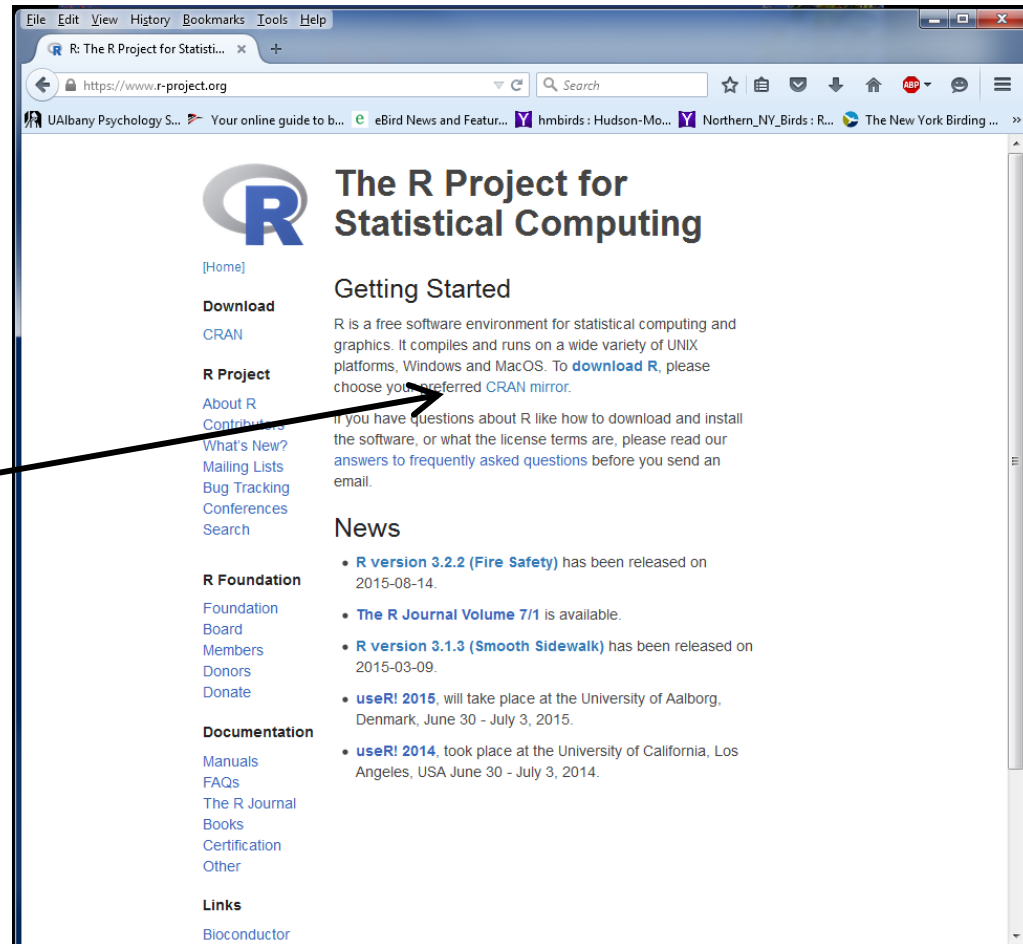 File Edit View History Bookmarks Tools Help
R: The R Project for Statisti... × +
https://www.r-project.org Search ABP
UAlbany Psychology S... Your online guide to b... e eBird News and Featur... Y hmbirds : Hudson-Mo... Y Northern_NY_Birds : R... The New York Birding ... »
R
The R Project for
Statistical Computing
[Home]
Download
CRAN
R Project
About R
Contributors
What's New?
Mailing Lists
Bug Tracking
Conferences
Search
R Foundation
Foundation
Board
Members
Donors
Donate
Documentation
Manuals
FAQs
The R Journal
Books
Certification
Other
Links
Bioconductor
Getting Started
R is a free software environment for statistical computing and
graphics. It compiles and runs on a wide variety of UNIX
platforms, Windows and MacOS. To download R, please
choose your preferred CRAN mirror.
If you have questions about R like how to download and install
the software, or what the license terms are, please read our
answers to frequently asked questions before you send an
email.
News
• R version 3.2.2 (Fire Safety) has been released on
2015-08-14.
• The R Journal Volume 7/1 is available.
• R version 3.1.3 (Smooth Sidewalk) has been released on
2015-03-09.
• useR! 2015, will take place at the University of Aalborg,
Denmark, June 30 - July 3, 2015.
• useR! 2014, took place at the University of California, Los
Angeles, USA June 30 - July 3, 2014.